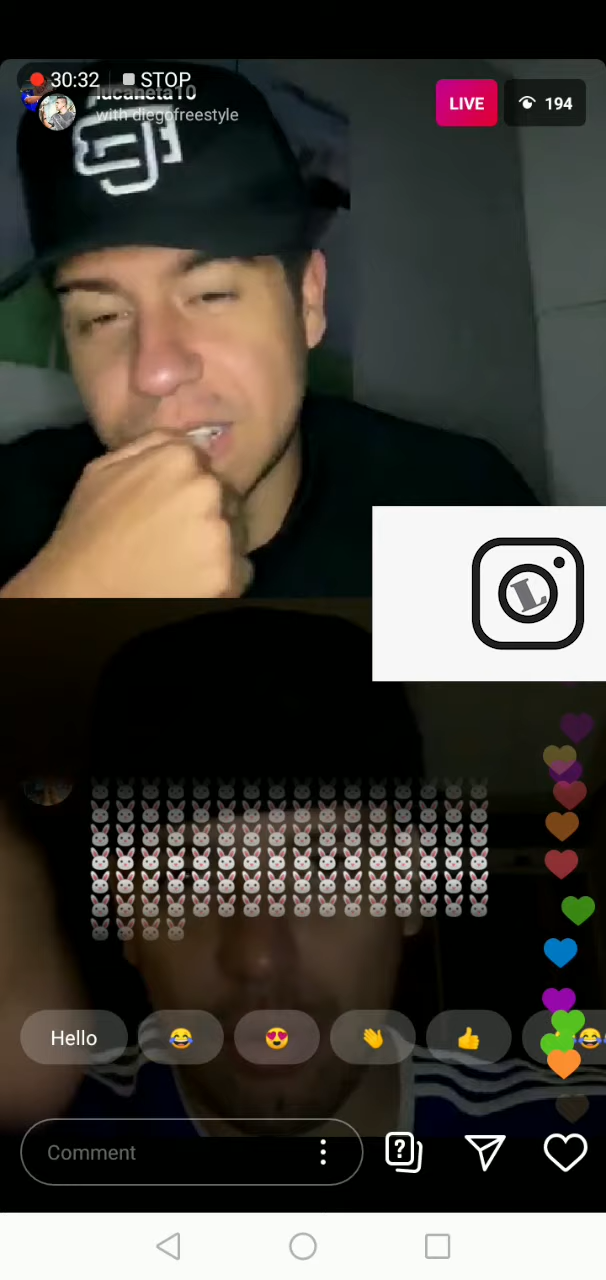 30:32 STOP
lucaneta10
with diegofreestyle
LIVE
194
L
Hello
Comment